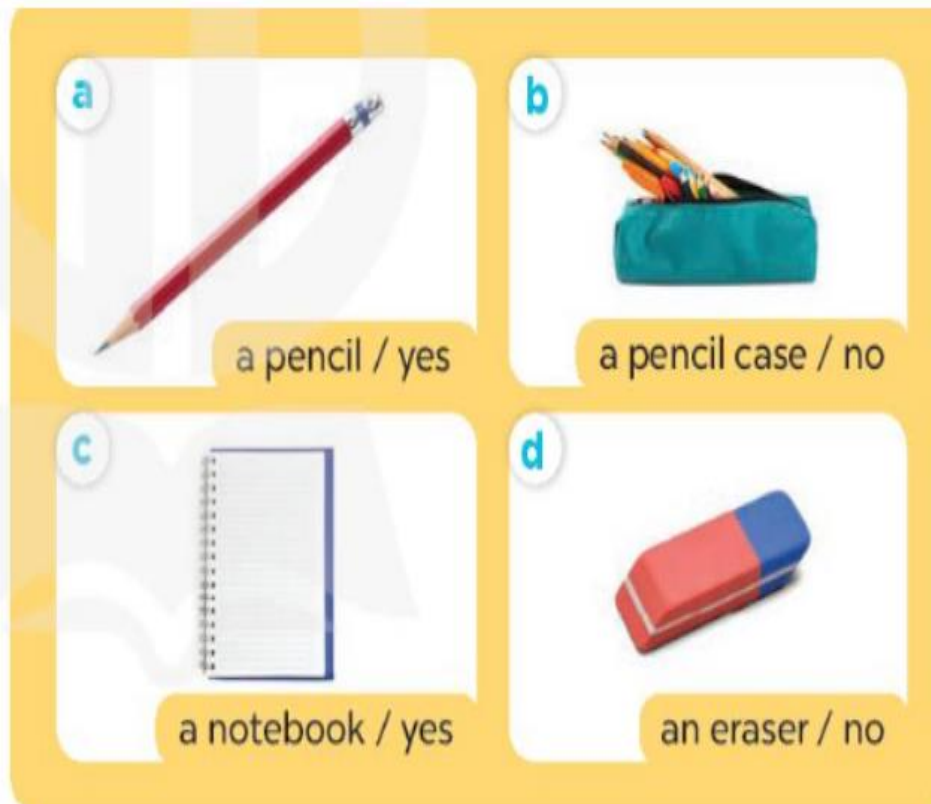 a
a pencil / yes
b
a pencil case / no
c
a notebook / yes
d
an eraser / no